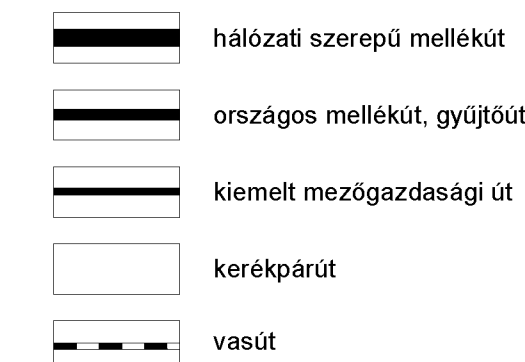 hálózati szerepű mellékút
országos mellékút, gyűjtőút
kiemelt mezőgazdasági út
kerékpárút
vasút